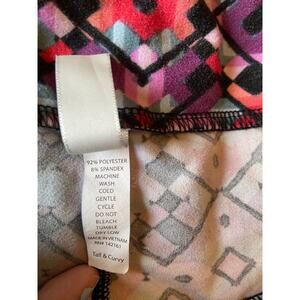 92% POLYESTER
8% SPANDEX
MACHINE
WASH
COLD
GENTLE
CYCLE
DO NOT
BLEACH
TUMBLE
DRY LOW
MADE IN VIETNAM
RN# 142161
Tall & Curvy